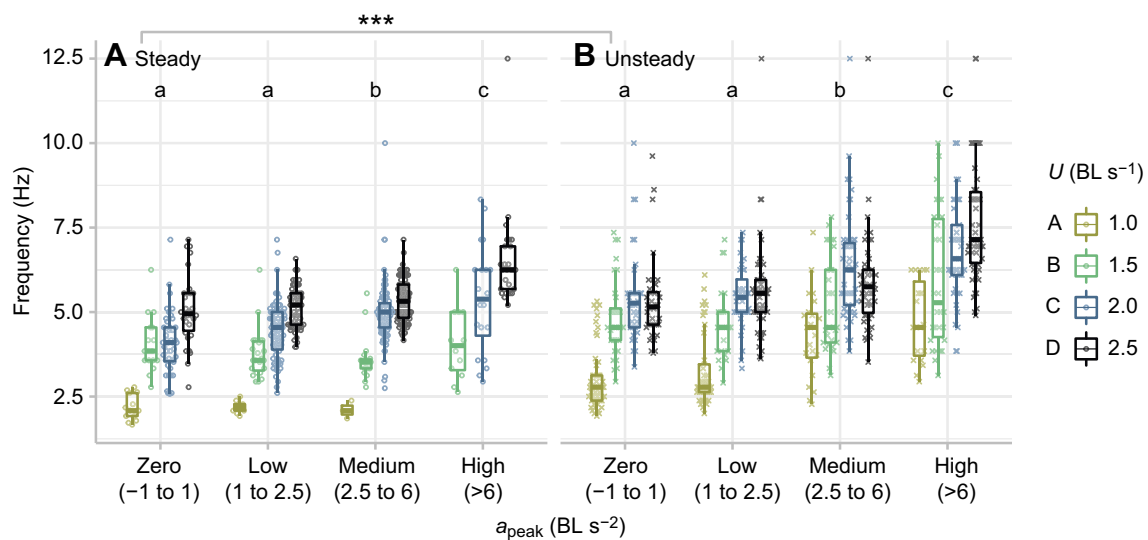 ***
A Steady
B Unsteady
a a b c
a a b c
Frequency (Hz)
12.5
10.0
7.5
5.0
2.5
Zero
(−1 to 1)
Low
(1 to 2.5)
Medium
(2.5 to 6)
High
(>6)
Zero
(−1 to 1)
Low
(1 to 2.5)
Medium
(2.5 to 6)
High
(>6)
a_peak (BL s⁻²)
U (BL s⁻¹)
A 1.0
B 1.5
C 2.0
D 2.5